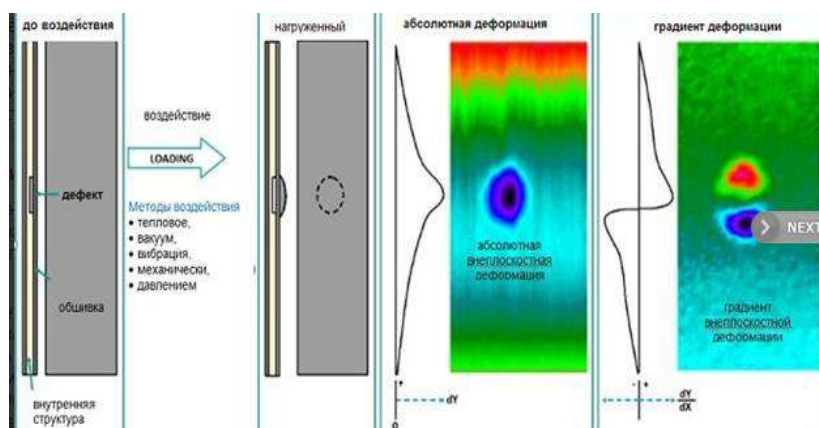 до воздействия
дефект
обшивка
внутренняя
структура
воздействие
LOADING
Методы воздействия
• тепловое,
• вакуум,
• вибрация,
• механически,
• давлением
нагруженный
абсолютная деформация
абсолютная
внеплоскостная
деформация
+
dY
0
градиент деформации
NEXT
градиент
внеплоскостной
деформации
- +
dY
dX